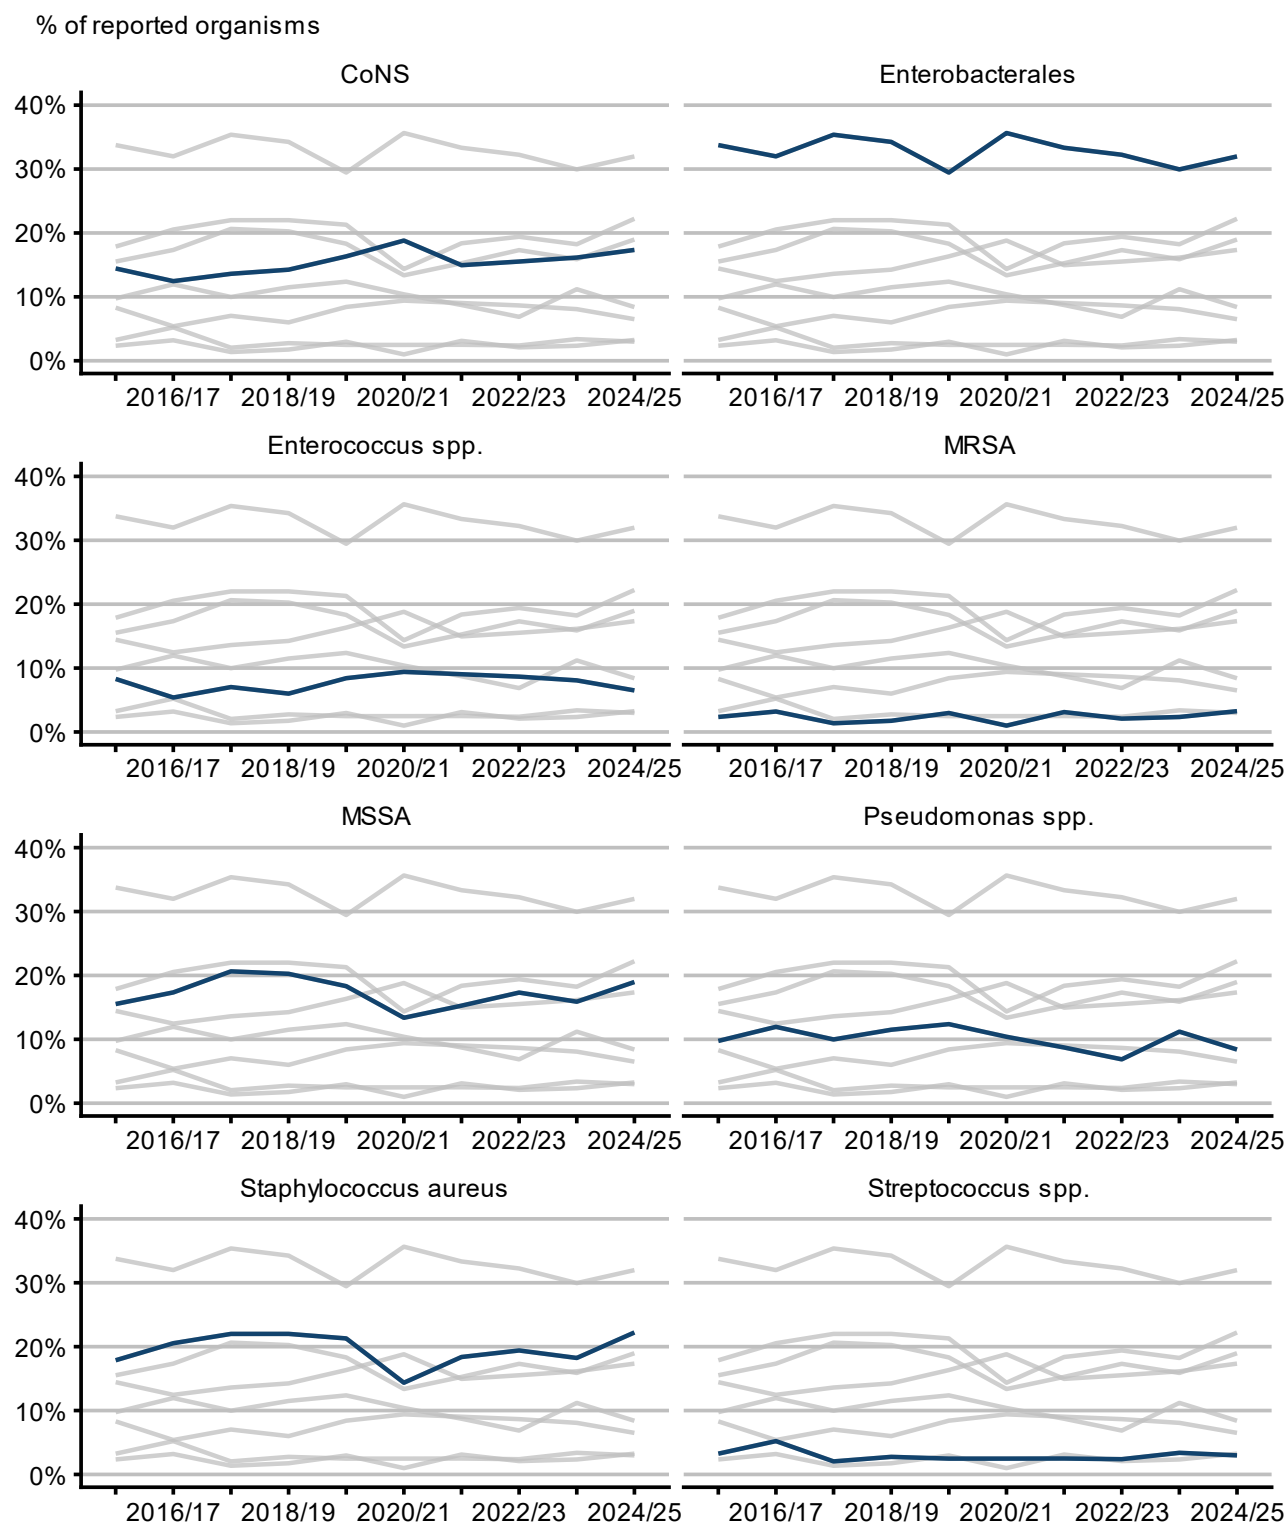 % of reported organisms
CoNS Enterobacterales
40%
30%
20%
10%
0%
2016/17 2018/19 2020/21 2022/23 2024/25 2016/17 2018/19 2020/21 2022/23 2024/25
Enterococcus spp. MRSA
40%
30%
20%
10%
0%
2016/17 2018/19 2020/21 2022/23 2024/25 2016/17 2018/19 2020/21 2022/23 2024/25
MSSA Pseudomonas spp.
40%
30%
20%
10%
0%
2016/17 2018/19 2020/21 2022/23 2024/25 2016/17 2018/19 2020/21 2022/23 2024/25
Staphylococcus aureus Streptococcus spp.
40%
30%
20%
10%
0%
2016/17 2018/19 2020/21 2022/23 2024/25 2016/17 2018/19 2020/21 2022/23 2024/25